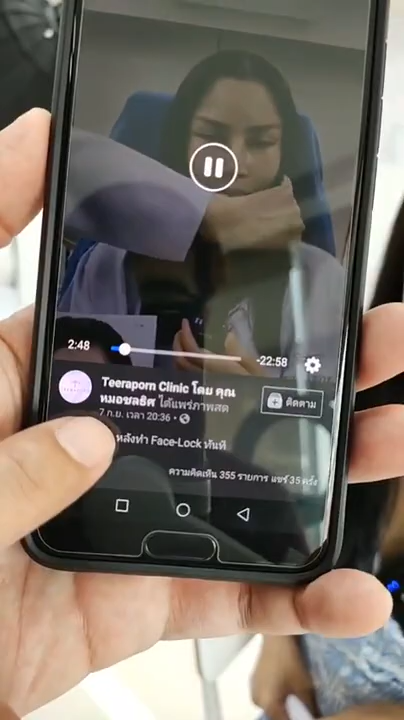 2:48
-22:58
Teeraporn Clinic โดย คุณ
หมอชลธิศ ได้แพร่ภาพสด
ติดตาม
7 ก.ย. เวลา 20:36 ·
หลังทำ Face-Lock ทันที
ความคิดเห็น 355 รายการ แชร์ 35 ครั้ง